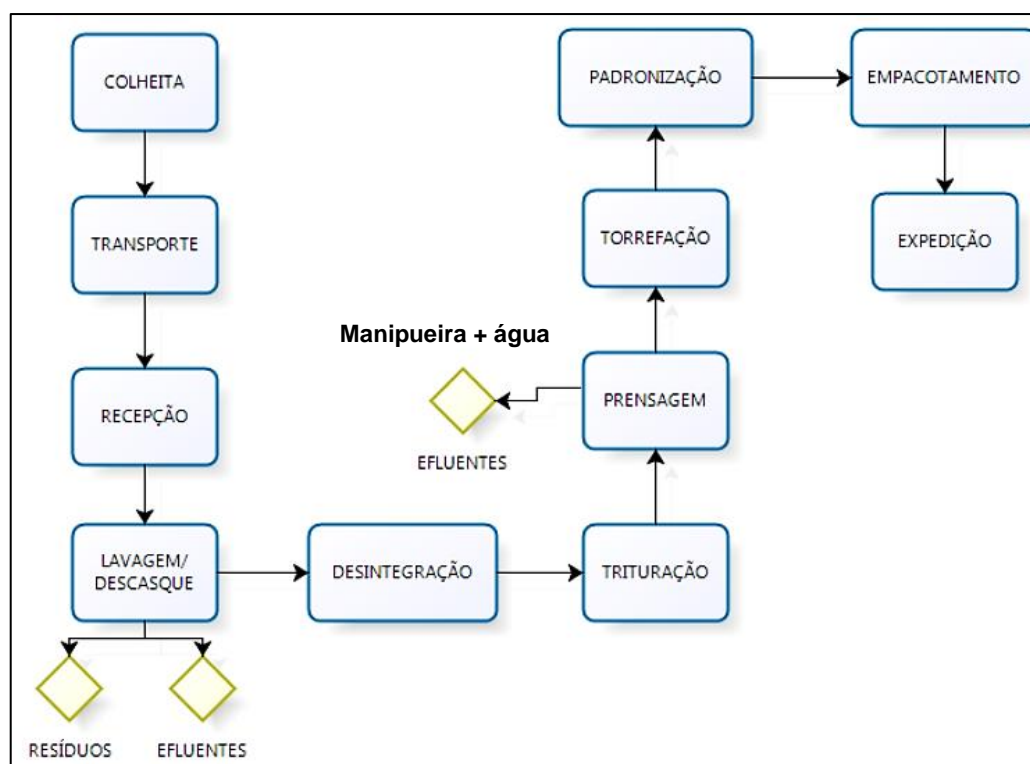 COLHEITA
TRANSPORTE
RECEPÇÃO
LAVAGEM/
DESCASQUE
RESÍDUOS
EFLUENTES
DESINTEGRAÇÃO
TRITURAÇÃO
PRENSAGEM
Manipueira + água
EFLUENTES
TORREFAÇÃO
PADRONIZAÇÃO
EMPACOTAMENTO
EXPEDIÇÃO